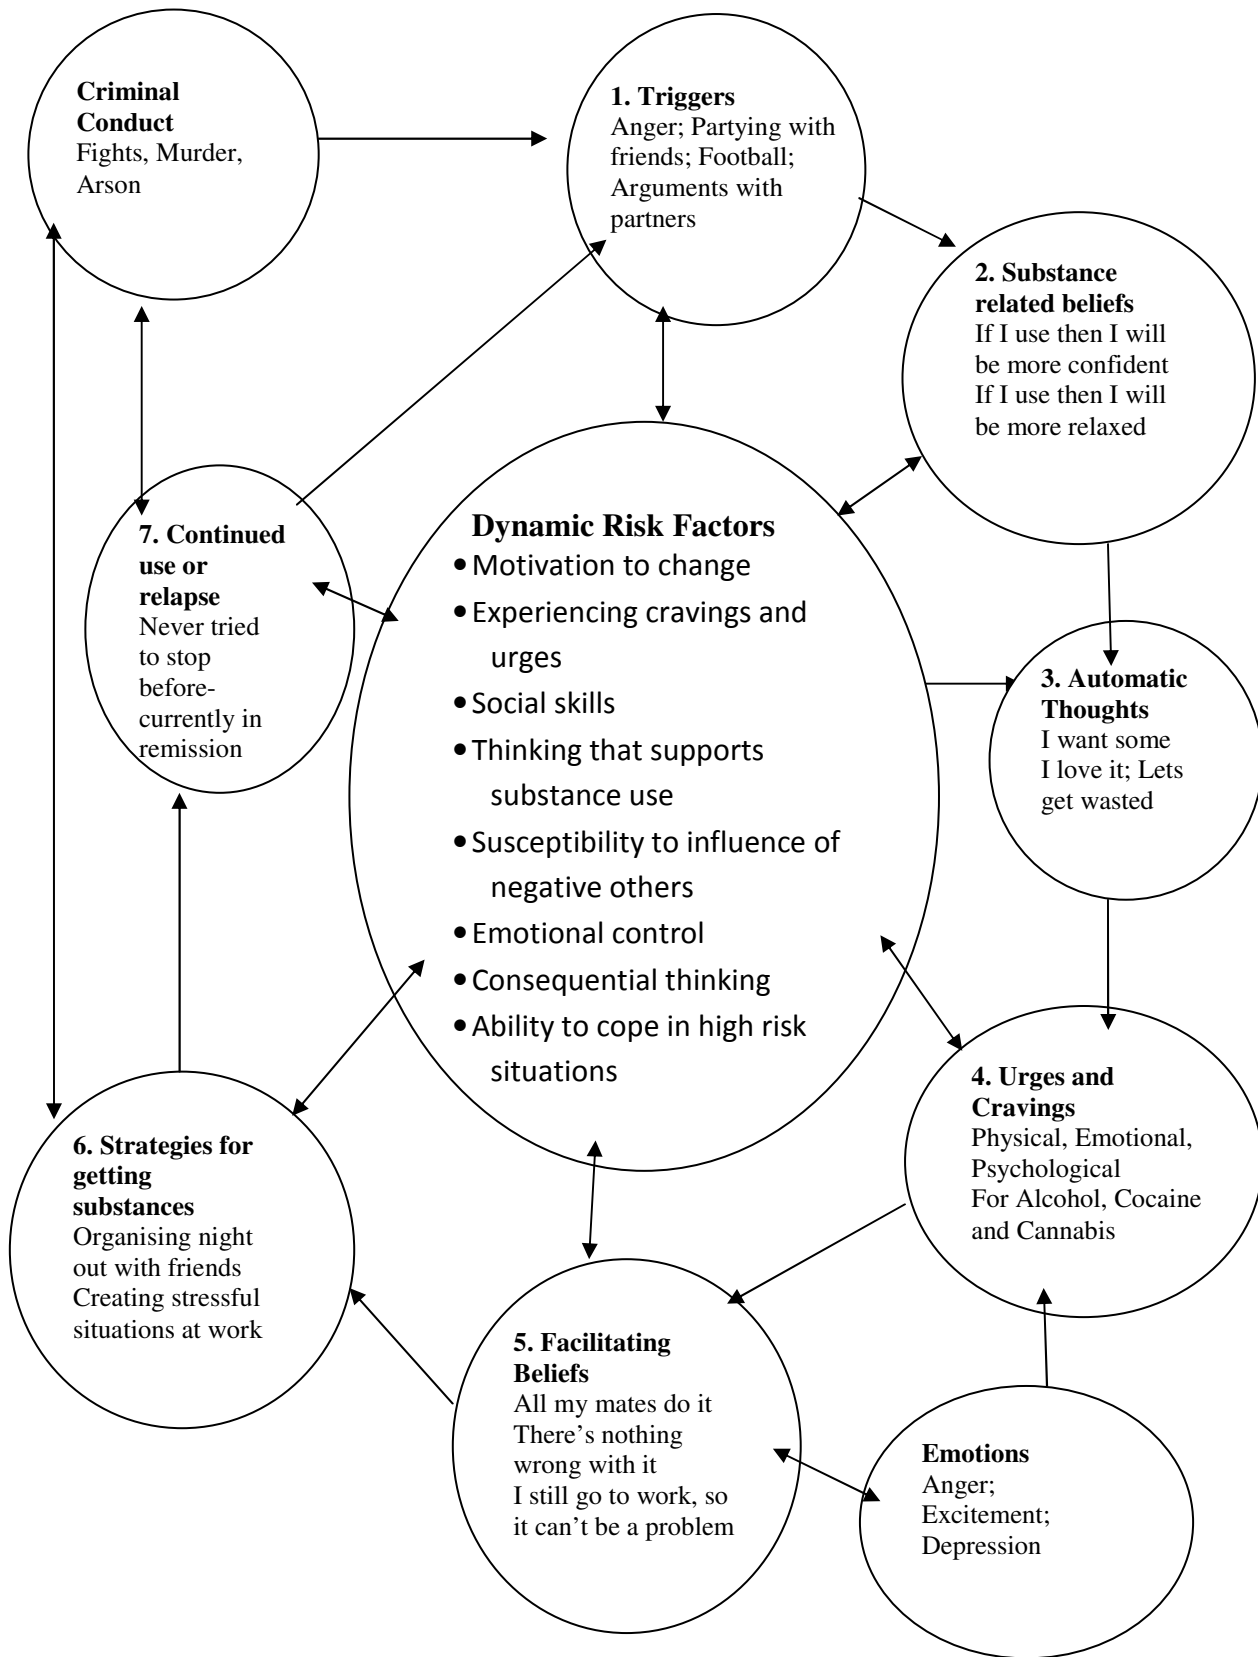 Criminal
Conduct
Fights, Murder,
Arson
1. Triggers
Anger; Partying with
friends; Football;
Arguments with
partners
2. Substance
related beliefs
If I use then I will
be more confident
If I use then I will
be more relaxed
Dynamic Risk Factors
• Motivation to change
• Experiencing cravings and
urges
• Social skills
• Thinking that supports
substance use
• Susceptibility to influence of
negative others
• Emotional control
• Consequential thinking
• Ability to cope in high risk
situations
7. Continued
use or
relapse
Never tried
to stop
before-
currently in
remission
3. Automatic
Thoughts
I want some
I love it; Lets
get wasted
4. Urges and
Cravings
Physical, Emotional,
Psychological
For Alcohol, Cocaine
and Cannabis
6. Strategies for
getting
substances
Organising night
out with friends
Creating stressful
situations at work
5. Facilitating
Beliefs
All my mates do it
There's nothing
wrong with it
I still go to work, so
it can't be a problem
Emotions
Anger;
Excitement;
Depression